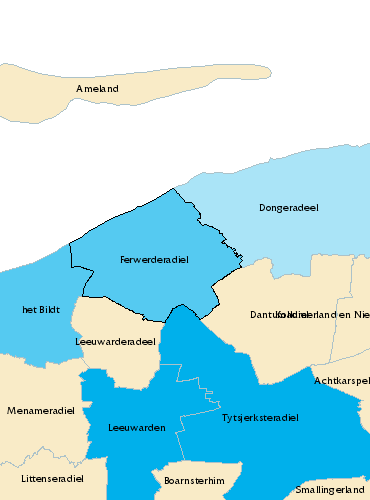 Ameland
Dongeradeel
Ferwerderadiel
het Bildt
Dantumadiel
Kollumerland en Nie
Leeuwarderadeel
Achtkarspel
Menameradiel
Tytsjerksteradiel
Leeuwarden
Littenseradiel
Boarnsterhim
Smallingerland